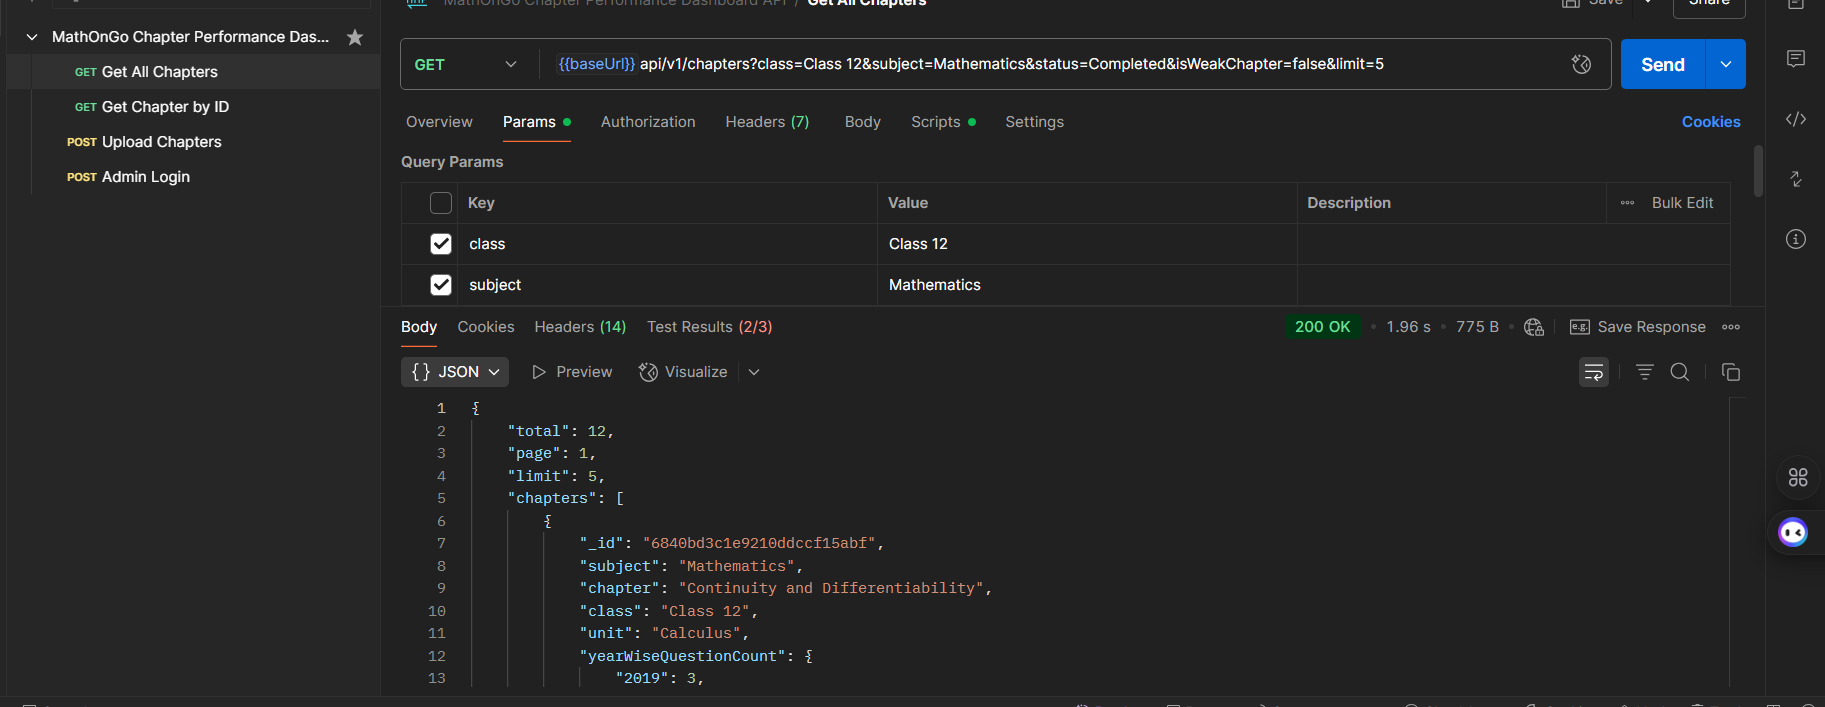 MathOnGo Chapter Performance Dashboard API / Get All Chapters
Save
Share
MathOnGo Chapter Performance Das...
GET Get All Chapters
GET Get Chapter by ID
POST Upload Chapters
POST Admin Login
GET
{{baseUrl}} api/v1/chapters?class=Class 12&subject=Mathematics&status=Completed&isWeakChapter=false&limit=5
Send
Overview Params Authorization Headers (7) Body Scripts Settings Cookies
Query Params
Key Value Description Bulk Edit
class Class 12
subject Mathematics
Body Cookies Headers (14) Test Results (2/3) 200 OK 1.96 s 775 B e.g. Save Response
{} JSON Preview Visualize
1 {
2 "total": 12,
3 "page": 1,
4 "limit": 5,
5 "chapters": [
6 {
7 "_id": "6840bd3c1e9210ddccf15abf",
8 "subject": "Mathematics",
9 "chapter": "Continuity and Differentiability",
10 "class": "Class 12",
11 "unit": "Calculus",
12 "yearWiseQuestionCount": {
13 "2019": 3,